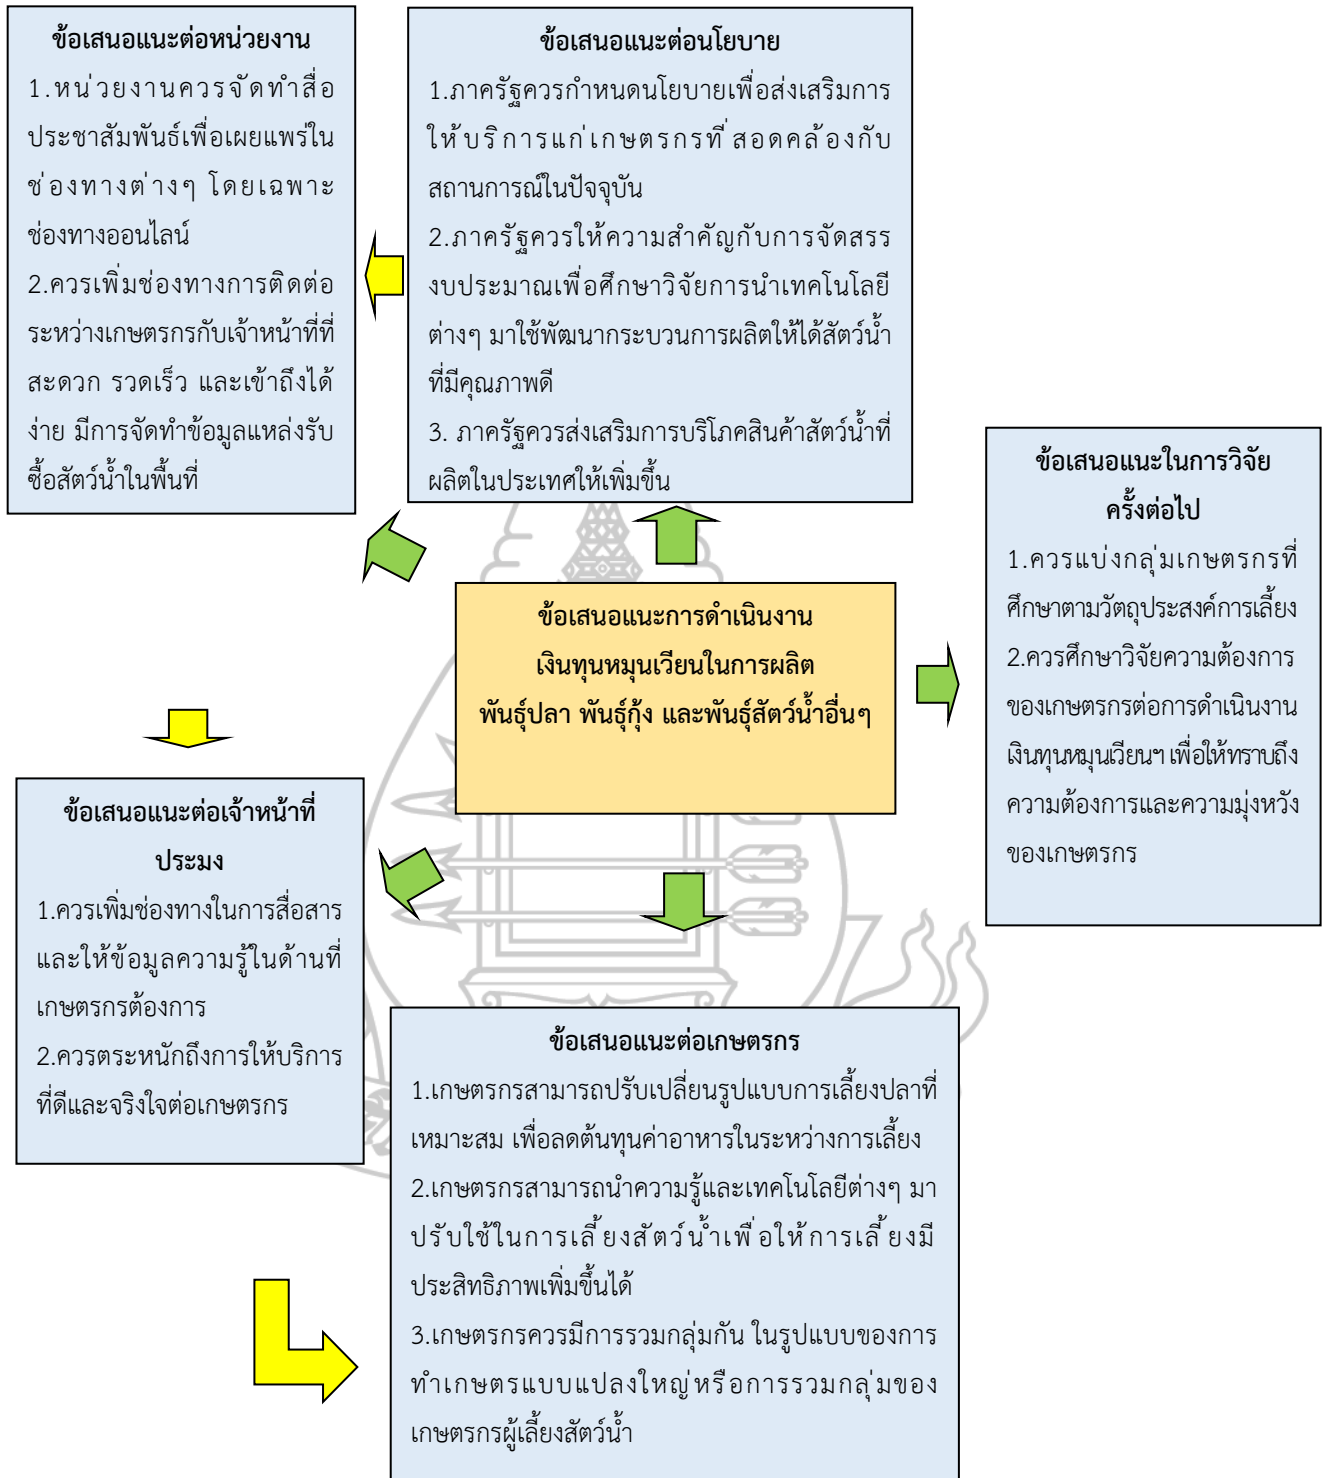 ข้อเสนอแนะต่อหน่วยงาน
1.หน่วยงานควรจัดทำสื่อ
ประชาสัมพันธ์เพื่อเผยแพร่ใน
ช่องทางต่างๆ โดยเฉพาะ
ช่องทางออนไลน์
2.ควรเพิ่มช่องทางการติดต่อ
ระหว่างเกษตรกรกับเจ้าหน้าที่ที่
สะดวก รวดเร็ว และเข้าถึงได้
ง่าย มีการจัดทำข้อมูลแหล่งรับ
ซื้อสัตว์น้ำในพื้นที่
ข้อเสนอแนะต่อนโยบาย
1.ภาครัฐควรกำหนดนโยบายเพื่อส่งเสริมการ
ให้บริการแก่เกษตรกรที่สอดคล้องกับ
สถานการณ์ในปัจจุบัน
2.ภาครัฐควรให้ความสำคัญกับการจัดสรร
งบประมาณเพื่อศึกษาวิจัยการนำเทคโนโลยี
ต่างๆ มาใช้พัฒนากระบวนการผลิตให้ได้สัตว์น้ำ
ที่มีคุณภาพดี
3. ภาครัฐควรส่งเสริมการบริโภคสินค้าสัตว์น้ำที่
ผลิตในประเทศให้เพิ่มขึ้น
ข้อเสนอแนะในการวิจัย
ครั้งต่อไป
1.ควรแบ่งกลุ่มเกษตรกรที่
ศึกษาตามวัตถุประสงค์การเลี้ยง
2.ควรศึกษาวิจัยความต้องการ
ของเกษตรกรต่อการดำเนินงาน
เงินทุนหมุนเวียนฯ เพื่อให้ทราบถึง
ความต้องการและความมุ่งหวัง
ของเกษตรกร
ข้อเสนอแนะการดำเนินงาน
เงินทุนหมุนเวียนในการผลิต
พันธุ์ปลา พันธุ์กุ้ง และพันธุ์สัตว์น้ำอื่นๆ
ข้อเสนอแนะต่อเจ้าหน้าที่
ประมง
1.ควรเพิ่มช่องทางในการสื่อสาร
และให้ข้อมูลความรู้ในด้านที่
เกษตรกรต้องการ
2.ควรตระหนักถึงการให้บริการ
ที่ดีและจริงใจต่อเกษตรกร
ข้อเสนอแนะต่อเกษตรกร
1.เกษตรกรสามารถปรับเปลี่ยนรูปแบบการเลี้ยงปลาที่
เหมาะสม เพื่อลดต้นทุนค่าอาหารในระหว่างการเลี้ยง
2.เกษตรกรสามารถนำความรู้และเทคโนโลยีต่างๆ มา
ปรับใช้ในการเลี้ยงสัตว์น้ำเพื่อให้การเลี้ยงมี
ประสิทธิภาพเพิ่มขึ้นได้
3.เกษตรกรควรมีการรวมกลุ่มกัน ในรูปแบบของการ
ทำเกษตรแบบแปลงใหญ่หรือการรวมกลุ่มของ
เกษตรกรผู้เลี้ยงสัตว์น้ำ